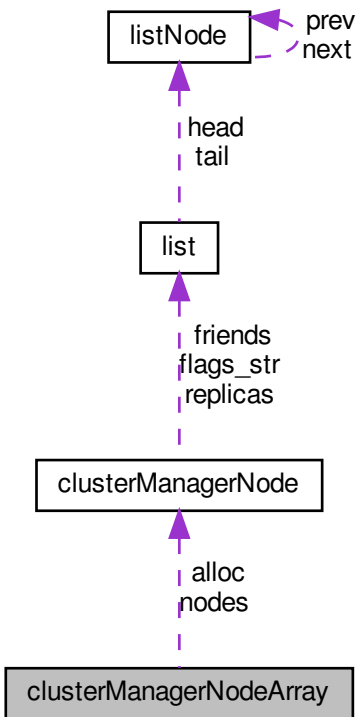 listNode
prev
next
head
tail
list
friends
flags_str
replicas
clusterManagerNode
alloc
nodes
clusterManagerNodeArray